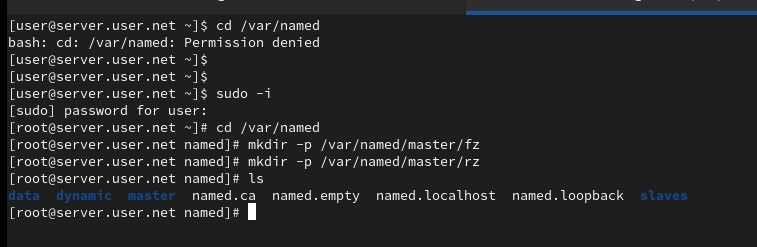 [user@server.user.net ~]$ cd /var/named
bash: cd: /var/named: Permission denied
[user@server.user.net ~]$
[user@server.user.net ~]$
[user@server.user.net ~]$ sudo -i
[sudo] password for user:
[root@server.user.net ~]# cd /var/named
[root@server.user.net named]# mkdir -p /var/named/master/fz
[root@server.user.net named]# mkdir -p /var/named/master/rz
[root@server.user.net named]# ls
data dynamic master named.ca named.empty named.localhost named.loopback slaves
[root@server.user.net named]#